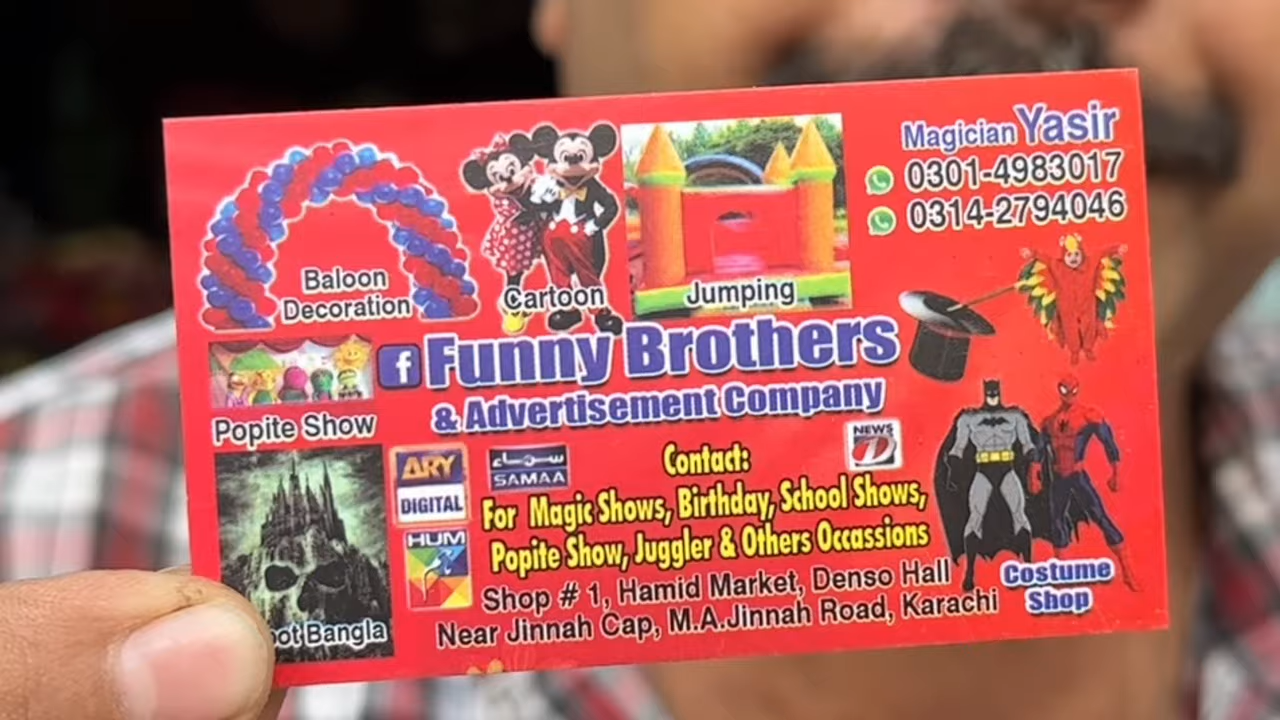 Magician Yasir
0301-4983017
0314-2794046
Baloon
Decoration
Cartoon
Jumping
Funny Brothers
& Advertisement Company
Popite Show
ARY
DIGITAL
سماء
SAMAA
NEWS
HUM
Contact:
For Magic Shows, Birthday, School Shows,
Popite Show, Juggler & Others Occassions
Shop # 1, Hamid Market, Denso Hall
Near Jinnah Cap, M.A.Jinnah Road, Karachi
Costume
Shop
Bangla